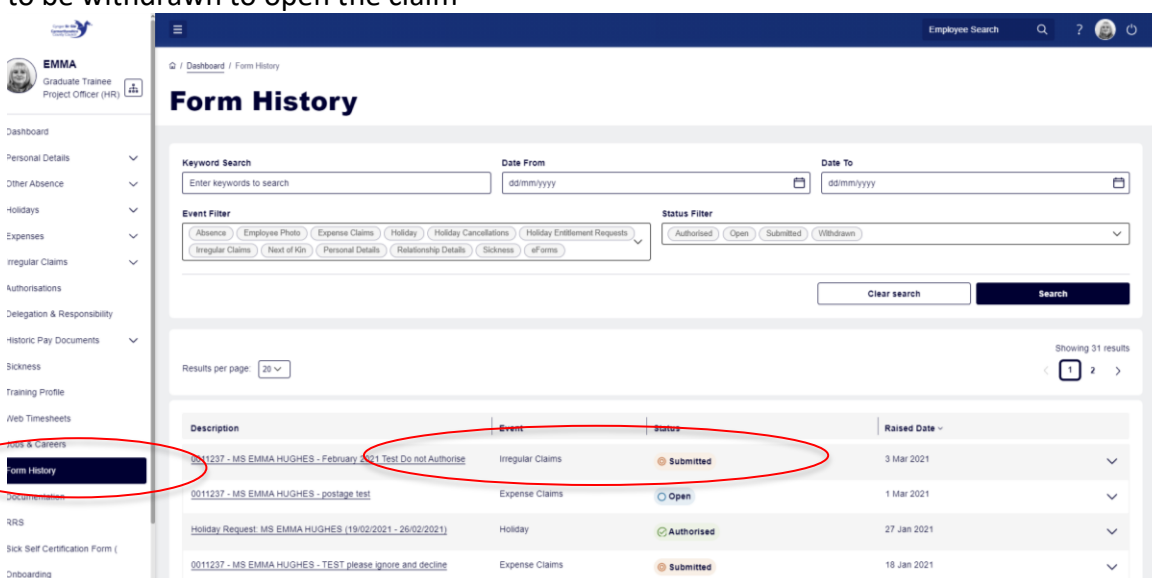 to be withdrawn to open the claim
Employee Search
?
EMMA
Graduate Trainee
Project Officer (HR)
/ Dashboard / Form History
Form History
Dashboard
Personal Details
Other Absence
Holidays
Expenses
Irregular Claims
Authorisations
Delegation & Responsibility
Historic Pay Documents
Sickness
Training Profile
Web Timesheets
Jobs & Careers
Form History
Documentation
RRS
Sick Self Certification Form (
Onboarding
Keyword Search Date From Date To
Enter keywords to search dd/mm/yyyy dd/mm/yyyy
Event Filter Status Filter
Absence Employee Photo Expense Claims Holiday Holiday Cancellations Holiday Entitlement Requests
Irregular Claims Next of Kin Personal Details Relationship Details Sickness eForms
Authorised Open Submitted Withdrawn
Clear search Search
Showing 31 results
Results per page: 20 < 1 2 >
Description Event Status Raised Date
0011237 - MS EMMA HUGHES - February 2021 Test Do not Authorise Irregular Claims Submitted 3 Mar 2021
0011237 - MS EMMA HUGHES - postage test Expense Claims Open 1 Mar 2021
Holiday Request: MS EMMA HUGHES (19/02/2021 - 26/02/2021) Holiday Authorised 27 Jan 2021
0011237 - MS EMMA HUGHES - TEST please ignore and decline Expense Claims Submitted 18 Jan 2021